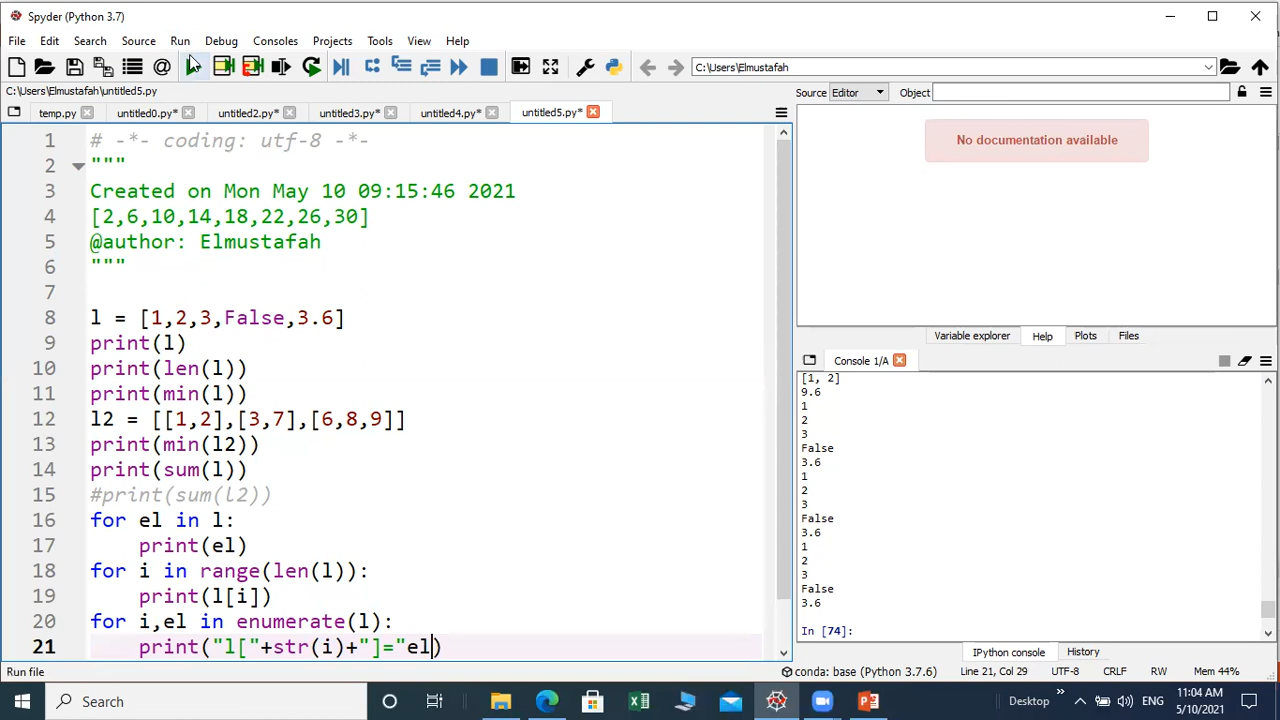 Spyder (Python 3.7)
File Edit Search Source Run Debug Consoles Projects Tools View Help
C:\Users\Elmustafah
C:\Users\Elmustafah\untitled5.py
Source Editor Object
temp.py untitled0.py* untitled2.py* untitled3.py* untitled4.py* untitled5.py*
1 # -*- coding: utf-8 -*-
2 """
3 Created on Mon May 10 09:15:46 2021
4 [2,6,10,14,18,22,26,30]
5 @author: Elmustafah
6 """
7
8 l = [1,2,3,False,3.6]
9 print(l)
10 print(len(l))
11 print(min(l))
12 l2 = [[1,2],[3,7],[6,8,9]]
13 print(min(l2))
14 print(sum(l))
15 #print(sum(l2))
16 for el in l:
17 print(el)
18 for i in range(len(l)):
19 print(l[i])
20 for i,el in enumerate(l):
21 print("l["+str(i)+"]="el)
No documentation available
Variable explorer Help Plots Files
Console 1/A
[1, 2]
9.6
1
2
3
False
3.6
1
2
3
False
3.6
1
2
3
False
3.6
In [74]:
IPython console History
Run file
conda: base (Python 3.7.6) Line 21, Col 29 UTF-8 CRLF RW Mem 44%
Search
Desktop ENG
11:04 AM
5/10/2021